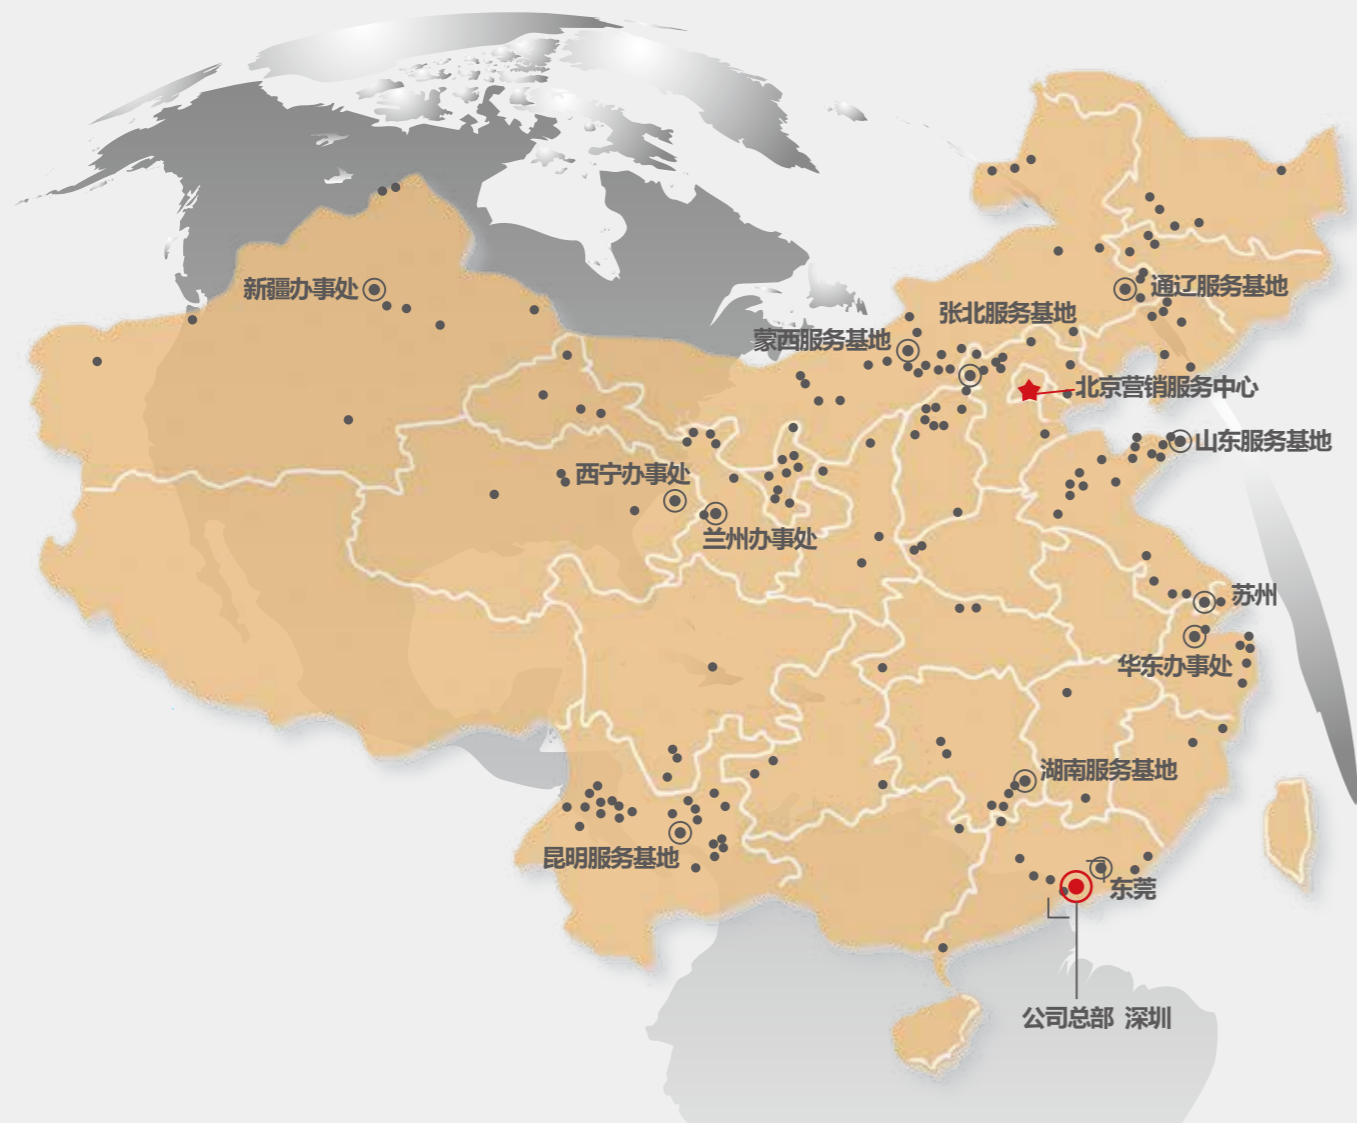 新疆办事处
通辽服务基地
张北服务基地
蒙西服务基地
北京营销服务中心
山东服务基地
西宁办事处
兰州办事处
苏州
华东办事处
湖南服务基地
昆明服务基地
东莞
公司总部 深圳